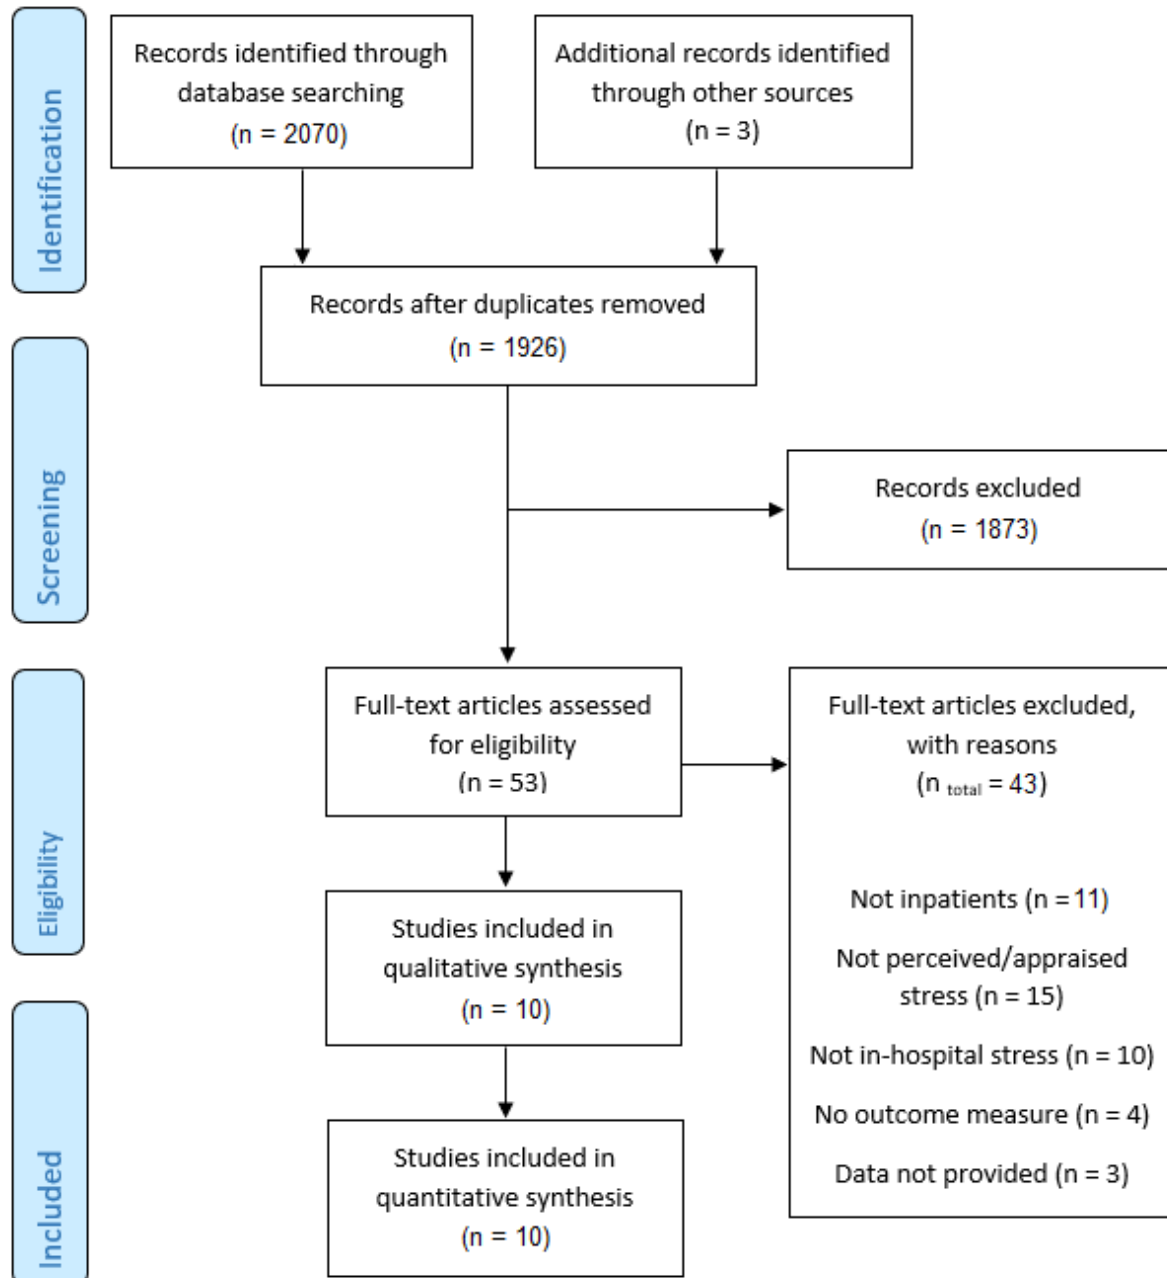 Identification
Records identified through
database searching
(n = 2070)
Additional records identified
through other sources
(n = 3)
Records after duplicates removed
(n = 1926)
Screening
Records excluded
(n = 1873)
Eligibility
Full-text articles assessed
for eligibility
(n = 53)
Full-text articles excluded,
with reasons
(n total = 43)
Not inpatients (n = 11)
Not perceived/appraised
stress (n = 15)
Not in-hospital stress (n = 10)
No outcome measure (n = 4)
Data not provided (n = 3)
Studies included in
qualitative synthesis
(n = 10)
Included
Studies included in
quantitative synthesis
(n = 10)